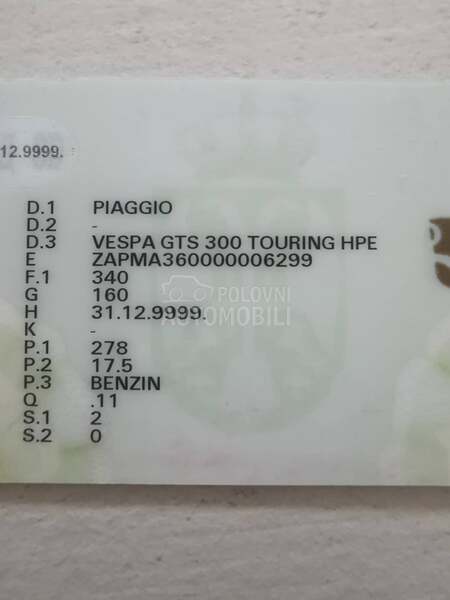 12.9999.
D.1 PIAGGIO
D.2 -
D.3 VESPA GTS 300 TOURING HPE
E ZAPMA360000006299
F.1 340
G 160
H 31.12.9999.
K -
P.1 278
P.2 17.5
P.3 BENZIN
Q .11
S.1 2
S.2 0
POLOVNI
AUTOMOBILI